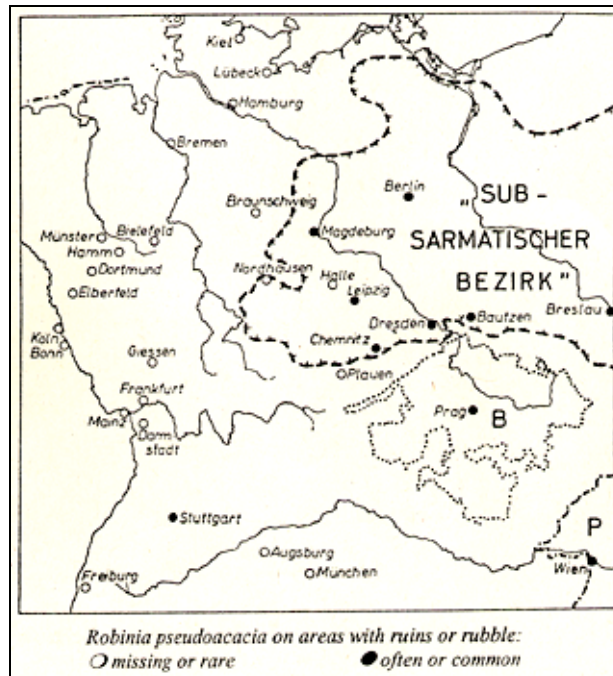 Kiel
Lübeck
Hamburg
Bremen
Braunschweig
Berlin
„SUB-
SARMATISCHER
BEZIRK"
Magdeburg
Münster
Bielefeld
Hamm
Dortmund
Elberfeld
Nordhausen
Halle
Leipzig
Dresden
Bautzen
Breslau
Köln
Bonn
Giessen
Chemnitz
Plauen
Frankfurt
Mainz
Darm
stadt
Prag
B
Stuttgart
P
Wien
Augsburg
München
Freiburg
Robinia pseudoacacia on areas with ruins or rubble:
missing or rare often or common